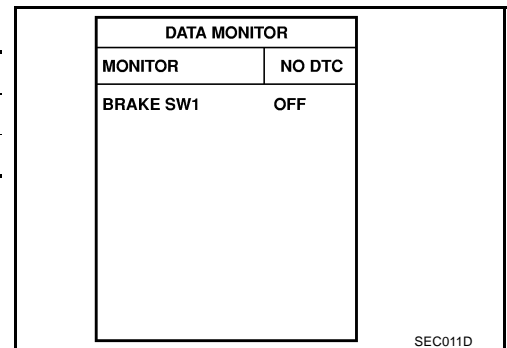 DATA MONITOR
MONITOR NO DTC
BRAKE SW1 OFF
SEC011D